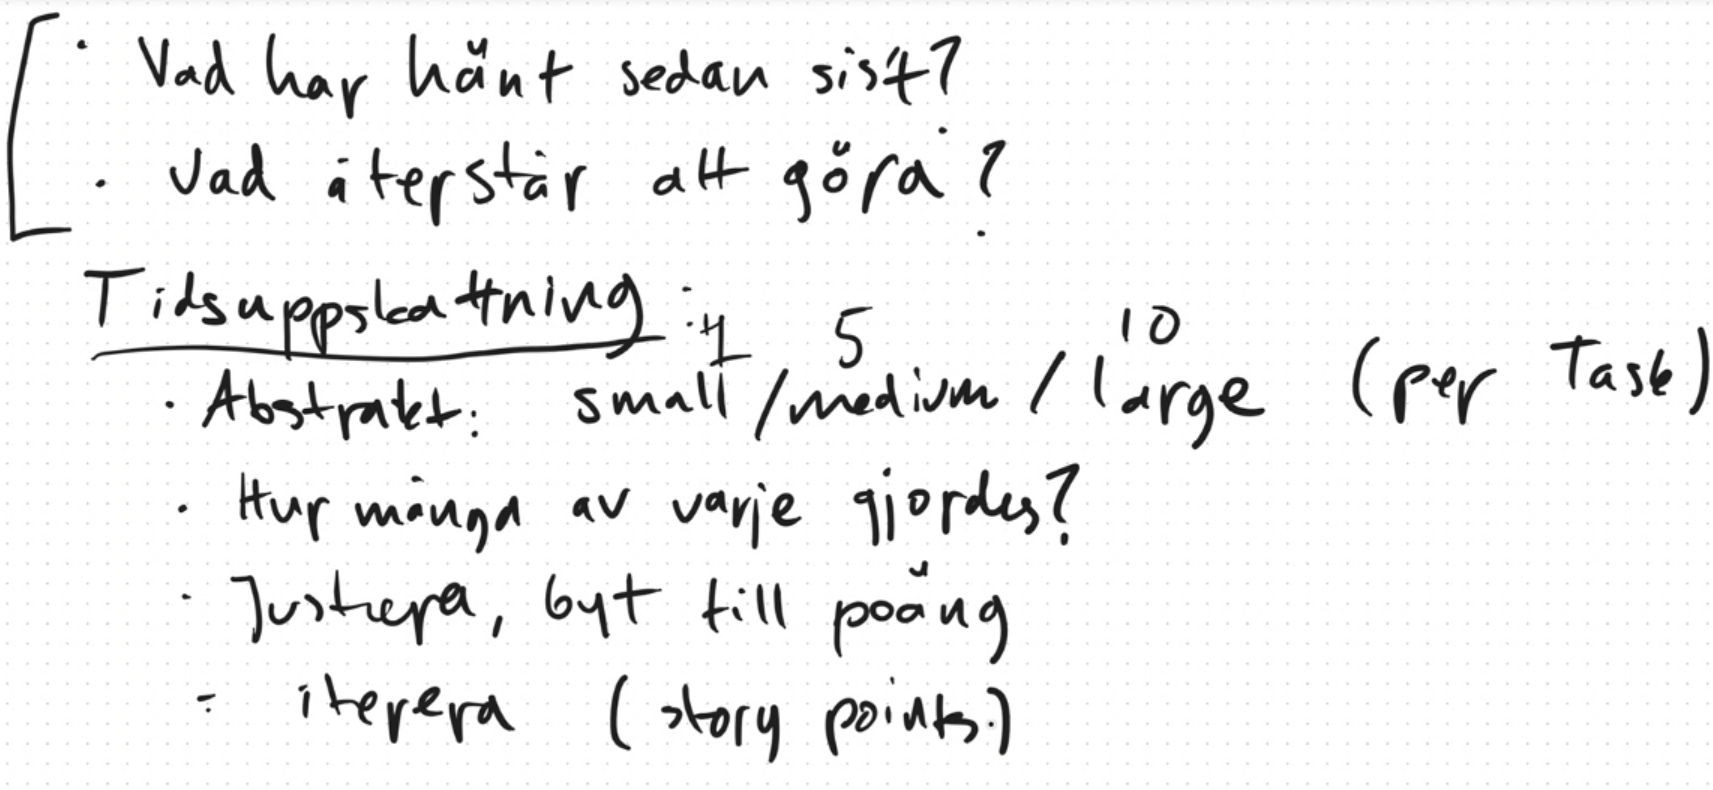 · Vad har hänt sedan sist?
· Vad återstår att göra?
Tidsuppskattning:
1 5 10
· Abstrakt: small / medium / large (per Task)
· Hur många av varje gjordes?
· Justera, byt till poäng
- iterera (story points)